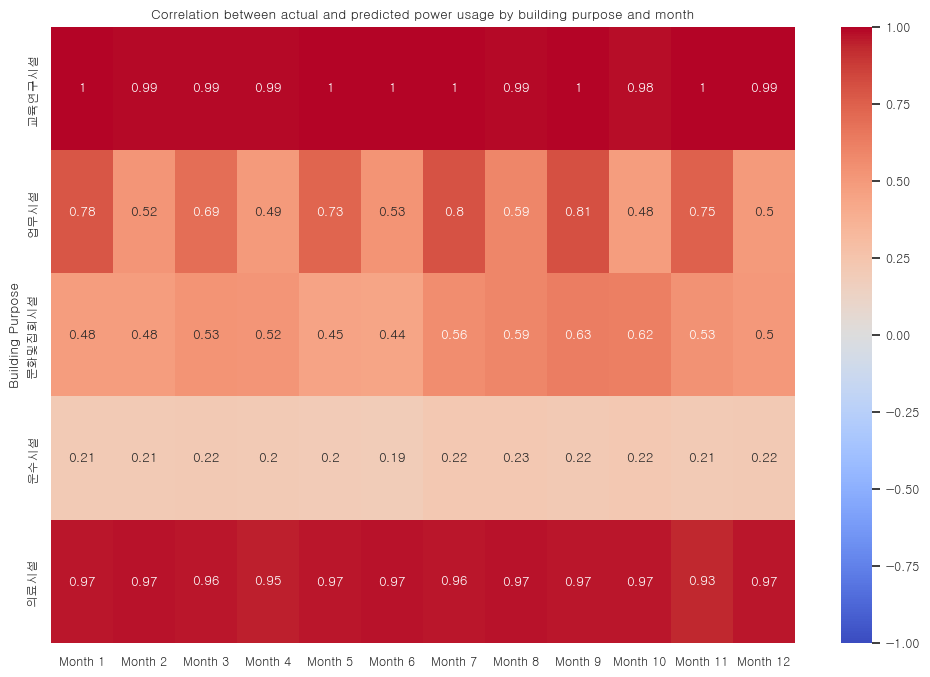 Correlation between actual and predicted power usage by building purpose and month
Building Purpose
교육연구시설
1 0.99 0.99 0.99 1 1 1 0.99 1 0.98 1 0.99
업무시설
0.78 0.52 0.69 0.49 0.73 0.53 0.8 0.59 0.81 0.48 0.75 0.5
문화및집회시설
0.48 0.48 0.53 0.52 0.45 0.44 0.56 0.59 0.63 0.62 0.53 0.5
운수시설
0.21 0.21 0.22 0.2 0.2 0.19 0.22 0.23 0.22 0.22 0.21 0.22
의료시설
0.97 0.97 0.96 0.95 0.97 0.97 0.96 0.97 0.97 0.97 0.93 0.97
Month 1 Month 2 Month 3 Month 4 Month 5 Month 6 Month 7 Month 8 Month 9 Month 10 Month 11 Month 12
1.00
0.75
0.50
0.25
0.00
−0.25
−0.50
−0.75
−1.00